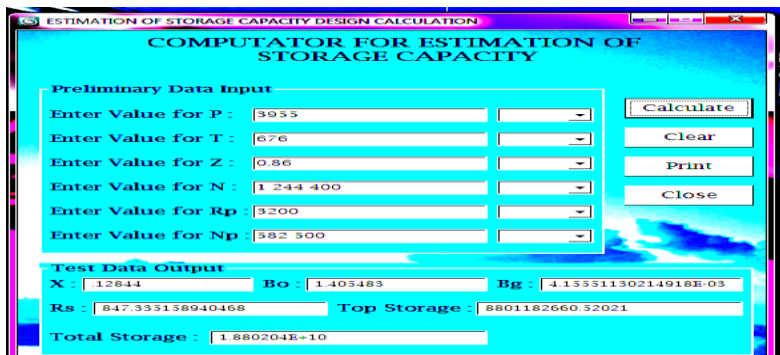 ESTIMATION OF STORAGE CAPACITY DESIGN CALCULATION
COMPUTATOR FOR ESTIMATION OF
STORAGE CAPACITY
Preliminary Data Input
Enter Value for P : 3955
Calculate
Enter Value for T : 676
Clear
Enter Value for Z : 0.86
Print
Enter Value for N : 1 244 400
Close
Enter Value for Rp : 3200
Enter Value for Np : 582 500
Test Data Output
X : .12844 Bo : 1.405483 Bg : 4.15551130214918E-03
Rs : 847.335158940468 Top Storage : 8801182660.52021
Total Storage : 1.880204E+10